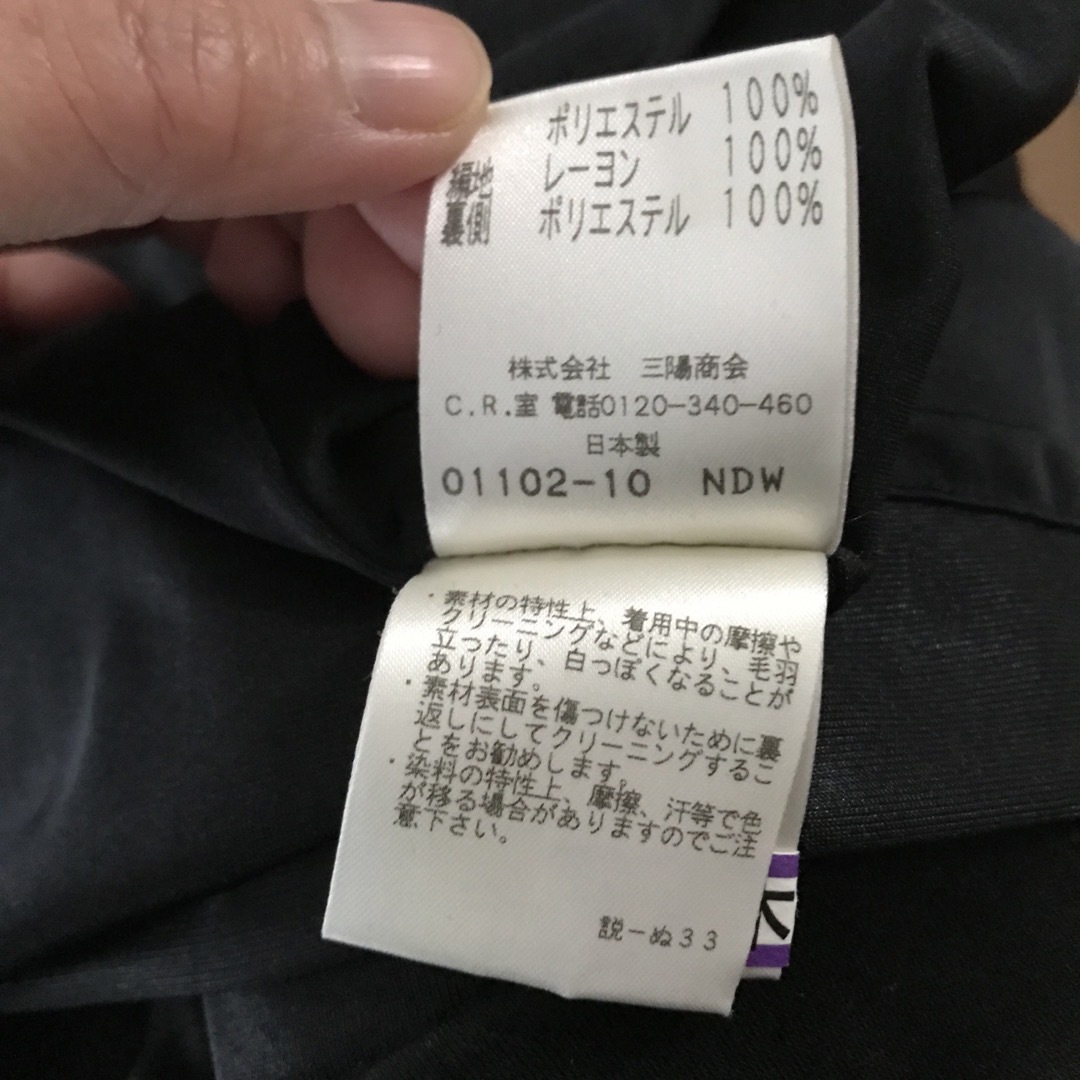 ポリエステル 100%
編地 レーヨン 100%
裏側 ポリエステル 100%
株式会社 三陽商会
C.R.室 電話0120-340-460
日本製
01102-10 NDW
・素材の特性上、着用中の摩擦や
クリーニングなどにより、毛羽
立ったり、白っぽくなることが
あります。
・素材表面を傷つけないために裏
返しにしてクリーニングするこ
とをお勧めします。
・染料の特性上、摩擦、汗等で色
が移る場合がありますのでご注
意下さい。
説ーぬ33